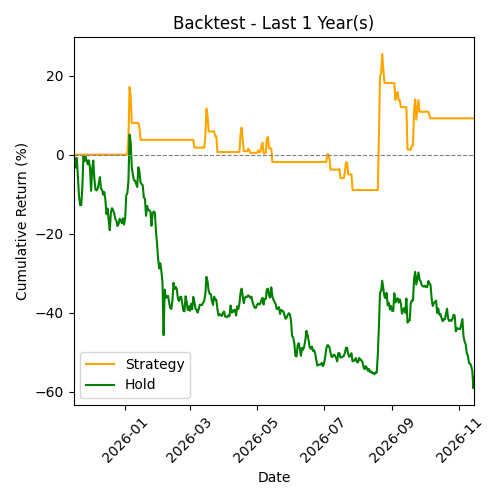 Backtest - Last 1 Year(s)
Cumulative Return (%)
20
0
−20
−40
−60
Strategy
Hold
2026-01
2026-03
2026-05
2026-07
2026-09
2026-11
Date